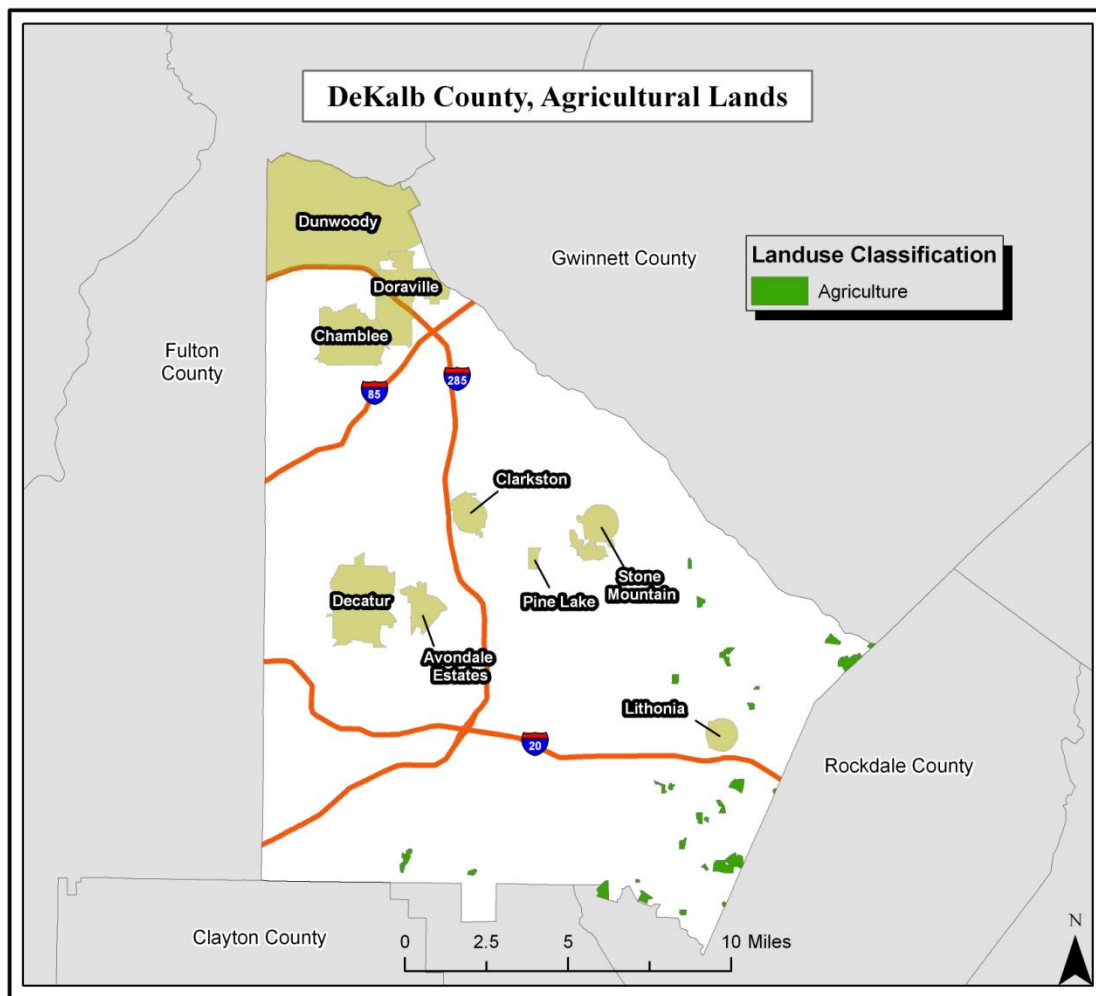 DeKalb County, Agricultural Lands
Dunwoody
Gwinnett County
Landuse Classification
Agriculture
Doraville
Chamblee
Fulton
County
85
285
Clarkston
Stone
Mountain
Pine Lake
Decatur
Avondale
Estates
Lithonia
20
Rockdale County
Clayton County
0 2.5 5 10 Miles
N